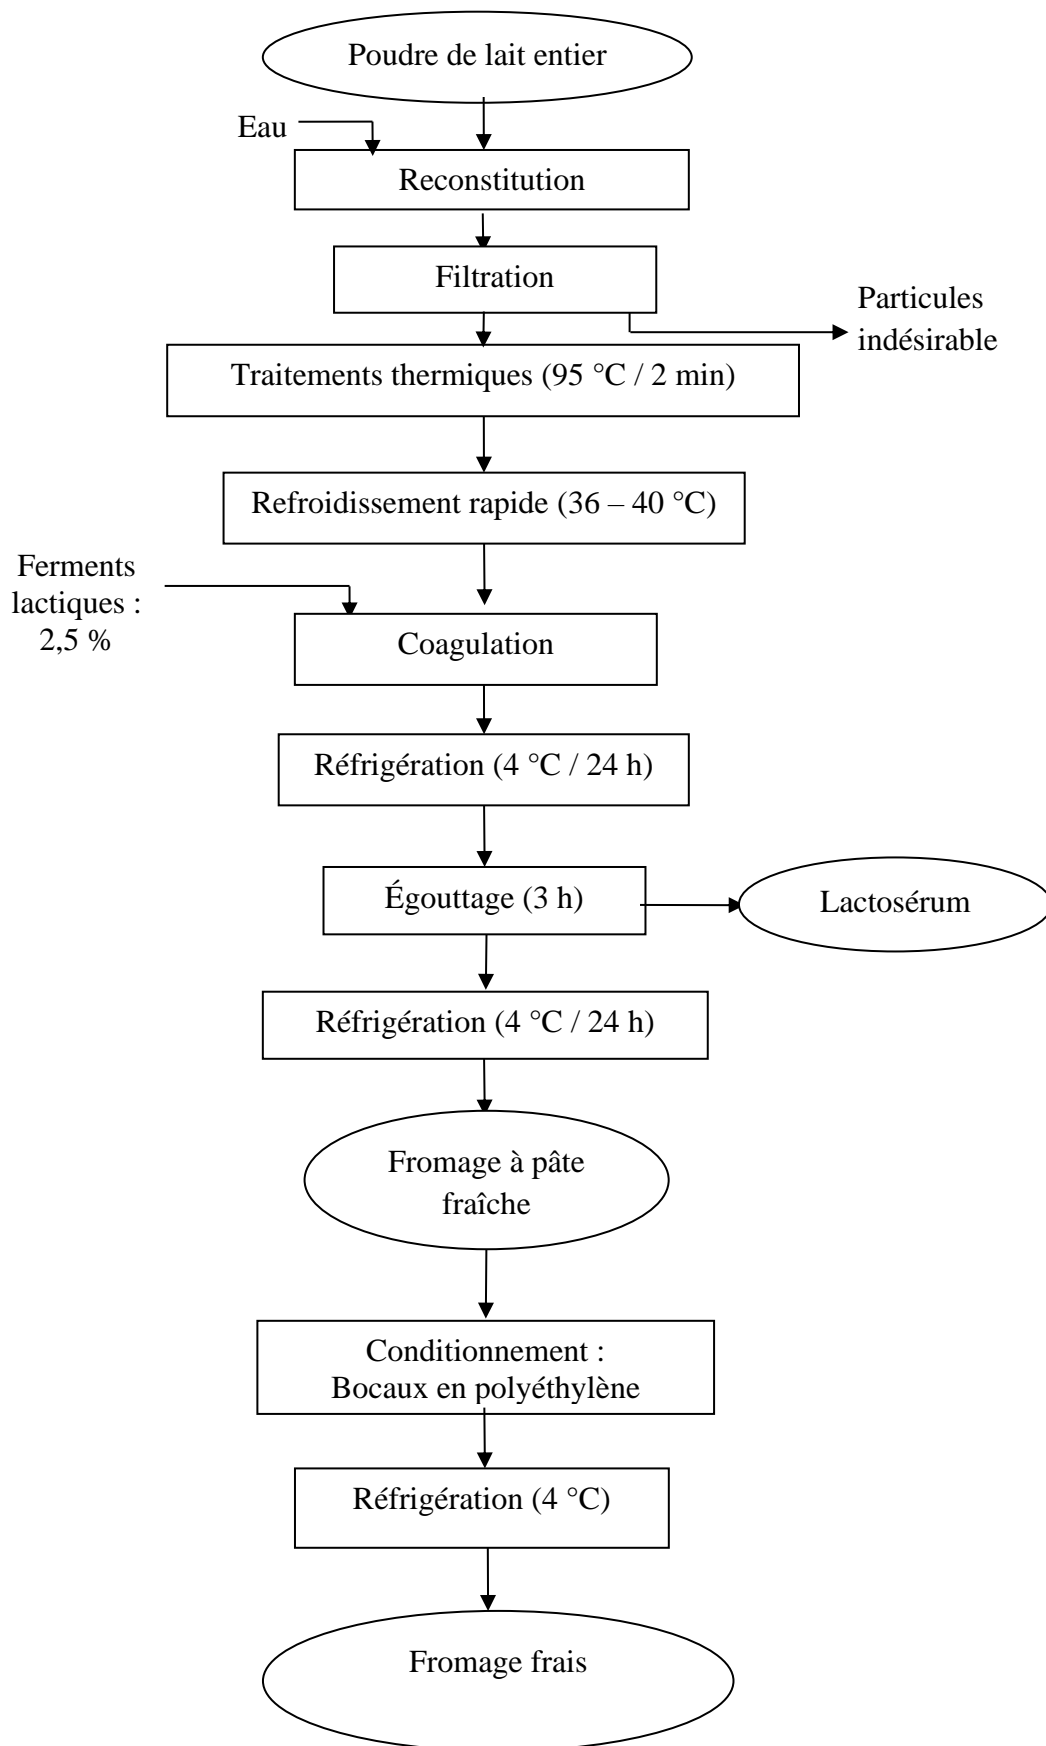 Poudre de lait entier
Eau
Reconstitution
Filtration
Particules
indésirable
Traitements thermiques (95 °C / 2 min)
Refroidissement rapide (36 – 40 °C)
Ferments
lactiques :
2,5 %
Coagulation
Réfrigération (4 °C / 24 h)
Égouttage (3 h)
Lactosérum
Réfrigération (4 °C / 24 h)
Fromage à pâte
fraîche
Conditionnement :
Bocaux en polyéthylène
Réfrigération (4 °C)
Fromage frais